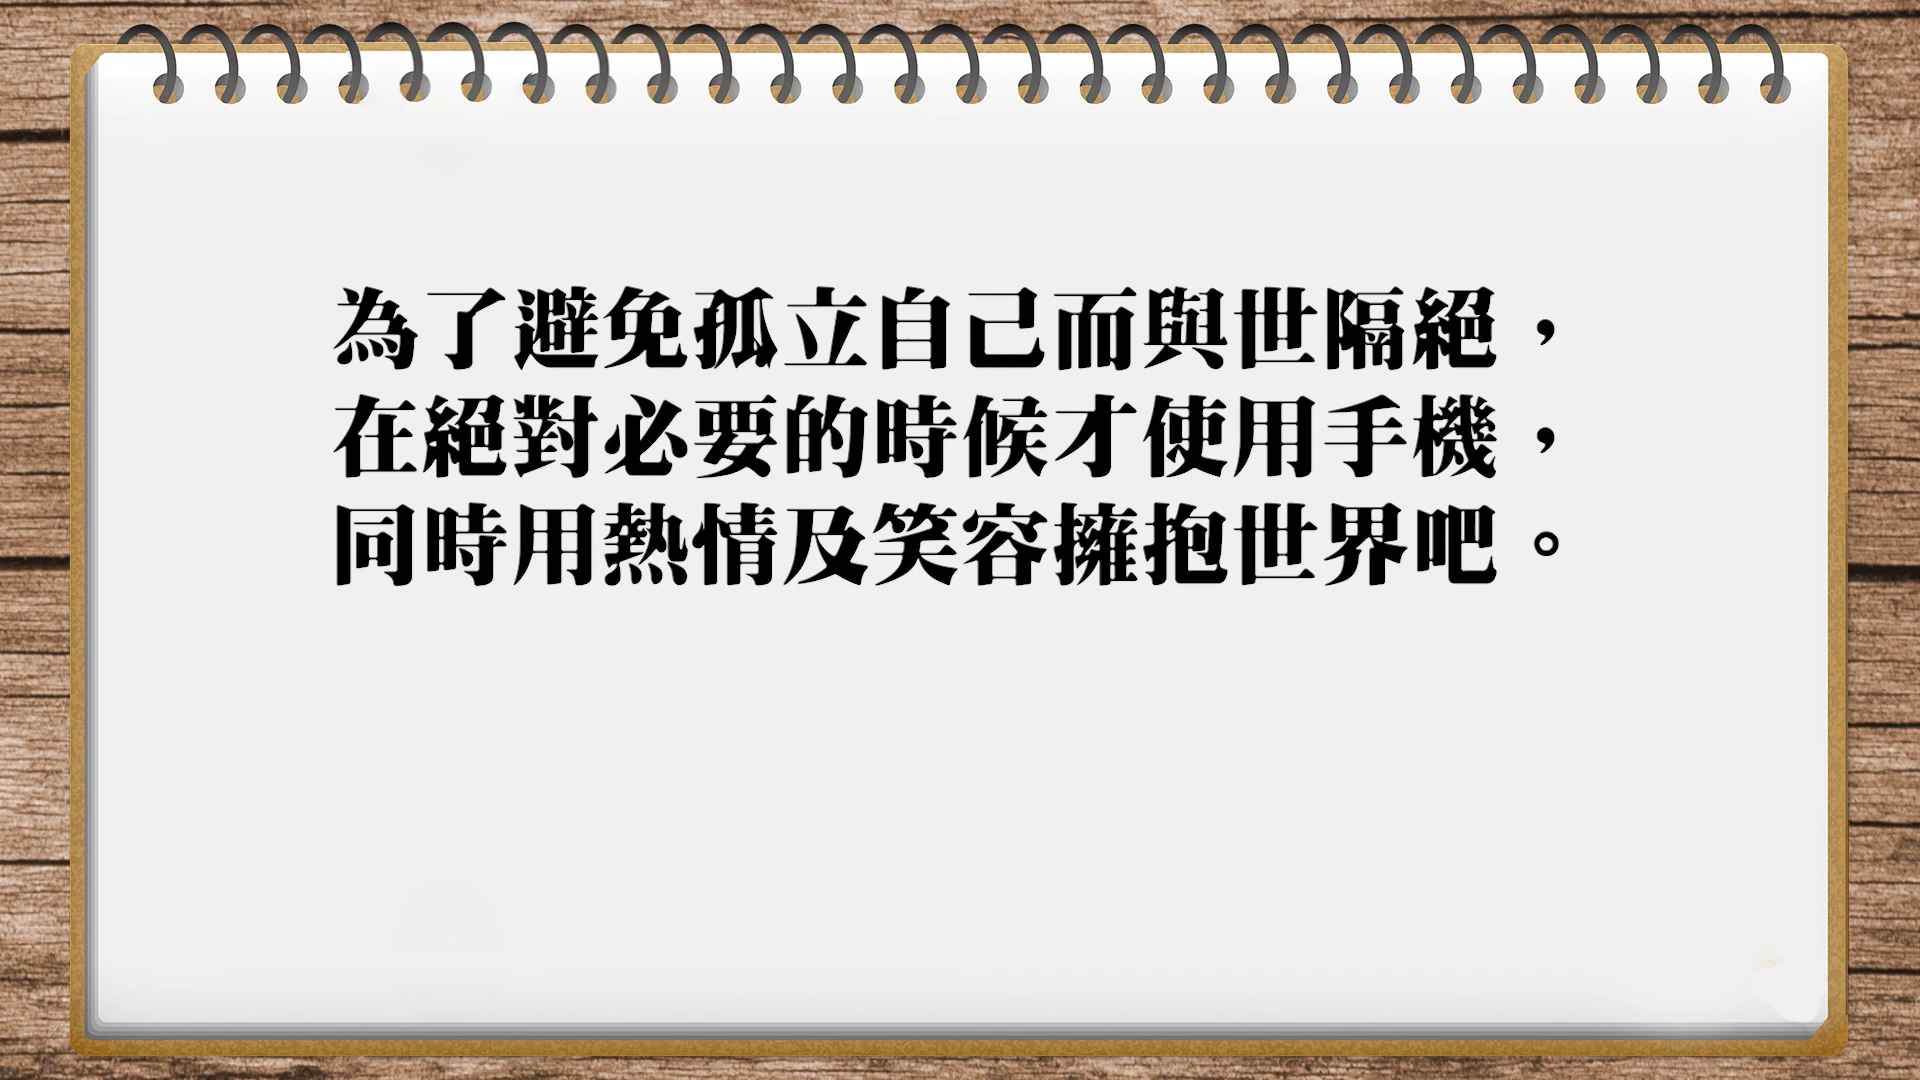 為了避免孤立自己而與世隔絕，
在絕對必要的時候才使用手機，
同時用熱情及笑容擁抱世界吧。